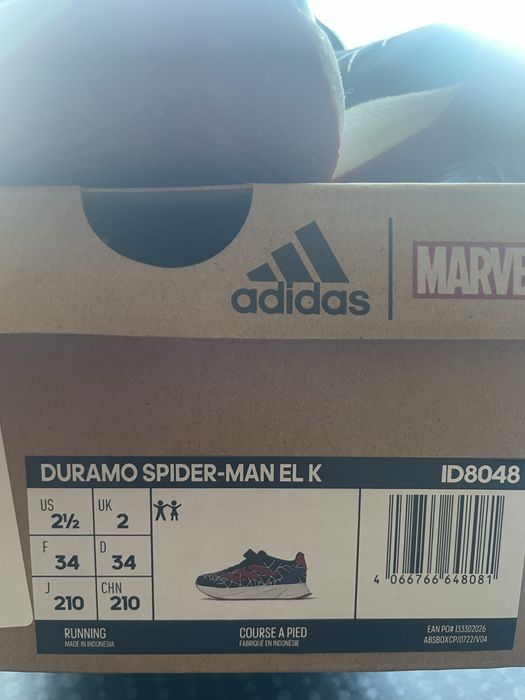 adidas
MARVE
DURAMO SPIDER-MAN EL K ID8048
US 2½ UK 2
F 34 D 34
J 210 CHN 210
4 066766 648081
RUNNING
MADE IN INDONESIA
COURSE A PIED
FABRIQUÉ EN INDONÉSIE
EAN PO# 133302026
ABSBOXCP/0722/V04